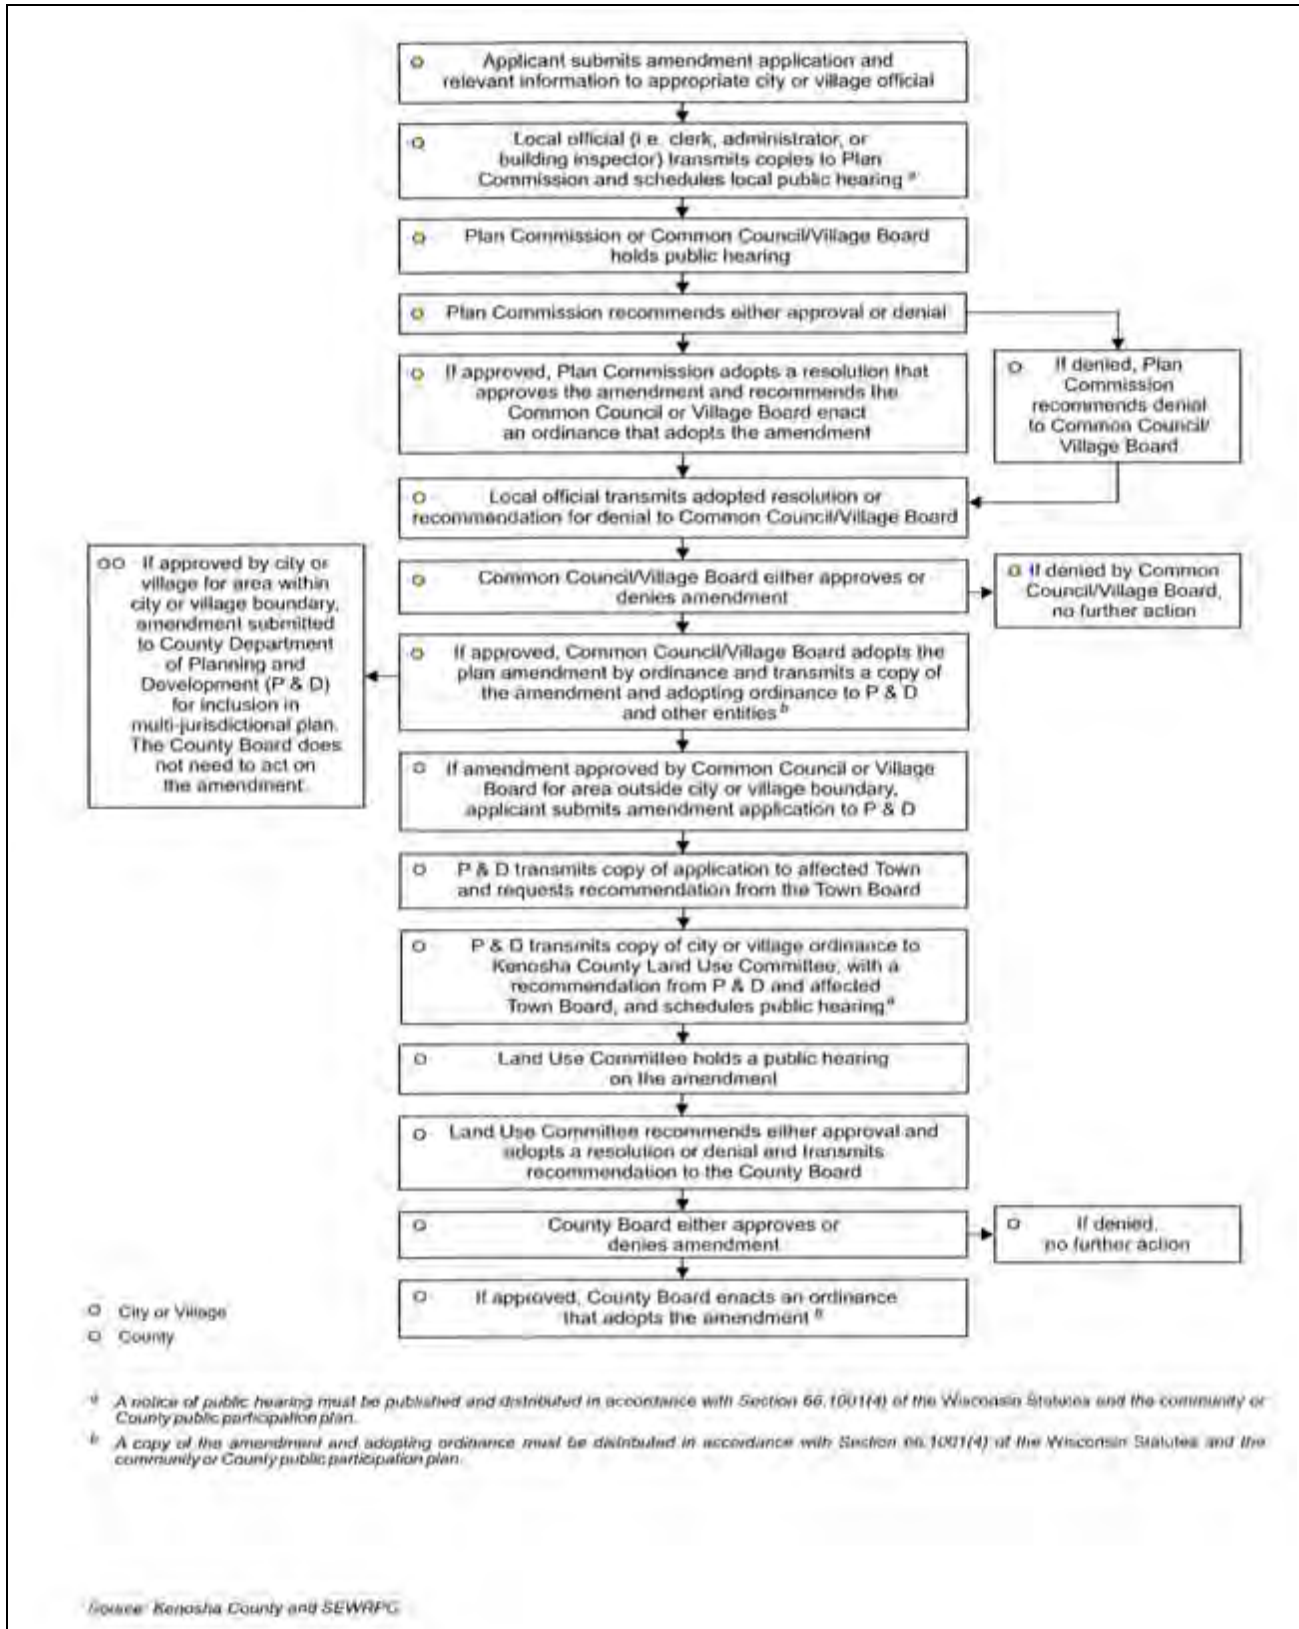 Applicant submits amendment application and
relevant information to appropriate city or village official
Local official (i.e. clerk, administrator, or
building inspector) transmits copies to Plan
Commission and schedules local public hearing a
Plan Commission or Common Council/Village Board
holds public hearing
Plan Commission recommends either approval or denial
If approved, Plan Commission adopts a resolution that
approves the amendment and recommends the
Common Council or Village Board enact
an ordinance that adopts the amendment
If denied, Plan
Commission
recommends denial
to Common Council/
Village Board
Local official transmits adopted resolution or
recommendation for denial to Common Council/Village Board
Common Council/Village Board either approves or
denies amendment
If denied by Common
Council/Village Board,
no further action
If approved, Common Council/Village Board adopts the
plan amendment by ordinance and transmits a copy of
the amendment and adopting ordinance to P & D
and other entities b
If approved by city or
village for area within
city or village boundary,
amendment submitted
to County Department
of Planning and
Development (P & D)
for inclusion in
multi-jurisdictional plan.
The County Board does
not need to act on
the amendment.
If amendment approved by Common Council or Village
Board for area outside city or village boundary,
applicant submits amendment application to P & D
P & D transmits copy of application to affected Town
and requests recommendation from the Town Board
P & D transmits copy of city or village ordinance to
Kenosha County Land Use Committee, with a
recommendation from P & D and affected
Town Board, and schedules public hearing a
Land Use Committee holds a public hearing
on the amendment
Land Use Committee recommends either approval and
adopts a resolution or denial and transmits
recommendation to the County Board
County Board either approves or
denies amendment
If denied,
no further action
If approved, County Board enacts an ordinance
that adopts the amendment
City or Village
County
a A notice of public hearing must be published and distributed in accordance with Section 66.1001(4) of the Wisconsin Statutes and the community or
County public participation plan.
b A copy of the amendment and adopting ordinance must be distributed in accordance with Section 66.1001(4) of the Wisconsin Statutes and the
community or County public participation plan.
Source: Kenosha County and SEWRPC